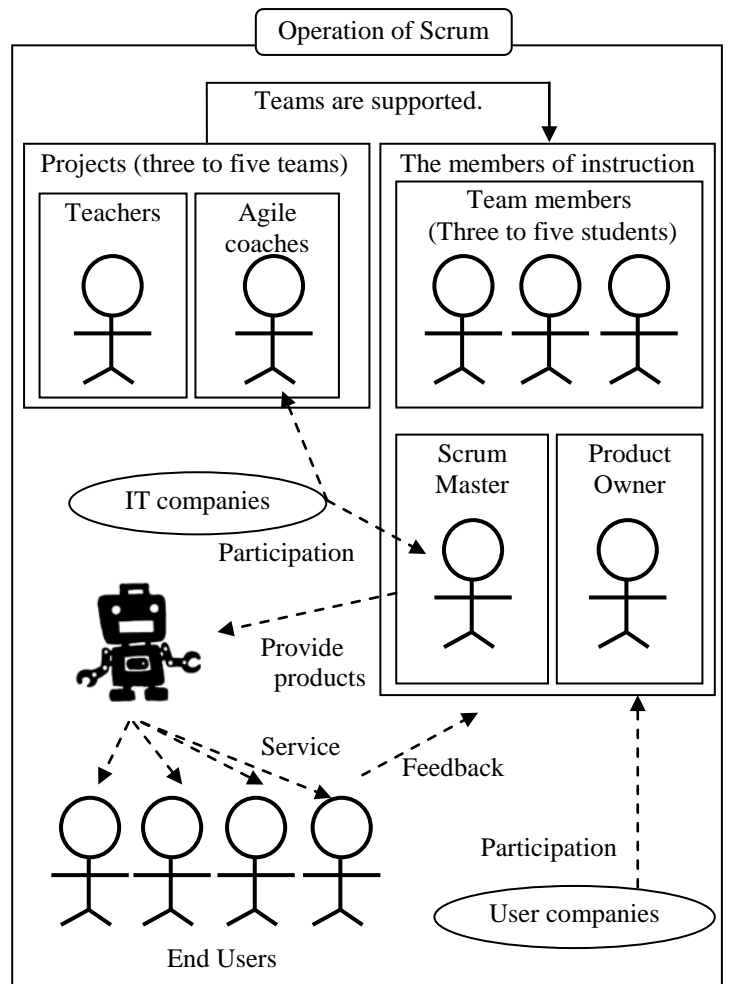 Operation of Scrum
Teams are supported.
Projects (three to five teams)
Teachers
Agile
coaches
The members of instruction
Team members
(Three to five students)
Scrum
Master
Product
Owner
IT companies
Participation
Provide
products
Service
Feedback
Participation
User companies
End Users